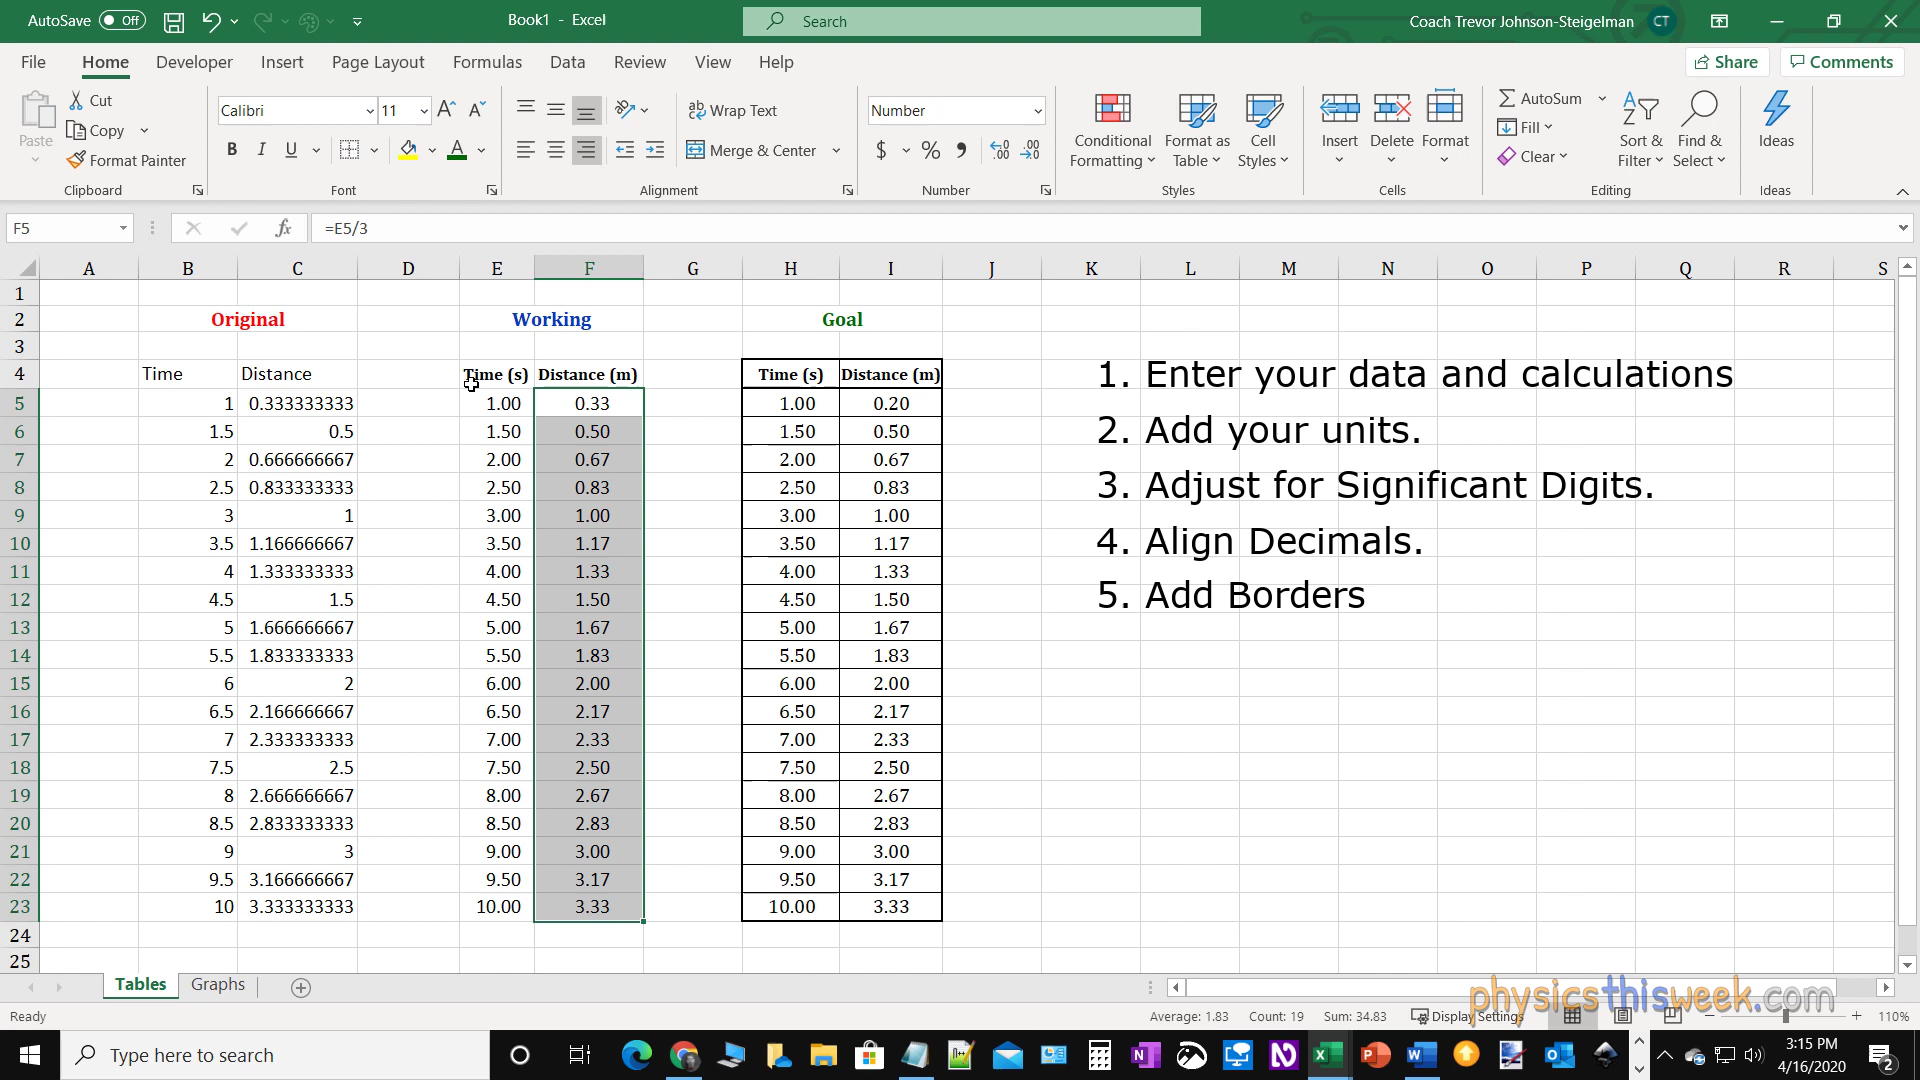 AutoSave Off Book1 - Excel Search Coach Trevor Johnson-Steigelman CT
File Home Developer Insert Page Layout Formulas Data Review View Help Share Comments
Paste Cut Copy Format Painter Clipboard
Calibri 11 B I U Font
Wrap Text Merge & Center Alignment
Number $ % Number
Conditional Formatting Format as Table Cell Styles Styles
Insert Delete Format Cells
AutoSum Fill Clear Sort & Filter Find & Select Editing
Ideas Ideas
F5 fx =E5/3
A B C D E F G H I J K L M N O P Q R S
1
2 Original Working Goal
3
4 Time Distance Time (s) Distance (m) Time (s) Distance (m)
5 1 0.333333333 1.00 0.33 1.00 0.20
6 1.5 0.5 1.50 0.50 1.50 0.50
7 2 0.666666667 2.00 0.67 2.00 0.67
8 2.5 0.833333333 2.50 0.83 2.50 0.83
9 3 1 3.00 1.00 3.00 1.00
10 3.5 1.166666667 3.50 1.17 3.50 1.17
11 4 1.333333333 4.00 1.33 4.00 1.33
12 4.5 1.5 4.50 1.50 4.50 1.50
13 5 1.666666667 5.00 1.67 5.00 1.67
14 5.5 1.833333333 5.50 1.83 5.50 1.83
15 6 2 6.00 2.00 6.00 2.00
16 6.5 2.166666667 6.50 2.17 6.50 2.17
17 7 2.333333333 7.00 2.33 7.00 2.33
18 7.5 2.5 7.50 2.50 7.50 2.50
19 8 2.666666667 8.00 2.67 8.00 2.67
20 8.5 2.833333333 8.50 2.83 8.50 2.83
21 9 3 9.00 3.00 9.00 3.00
22 9.5 3.166666667 9.50 3.17 9.50 3.17
23 10 3.333333333 10.00 3.33 10.00 3.33
24
25
1. Enter your data and calculations
2. Add your units.
3. Adjust for Significant Digits.
4. Align Decimals.
5. Add Borders
Tables Graphs
physicsthisweek.com
Ready Average: 1.83 Count: 19 Sum: 34.83 Display Settings 110%
Type here to search
3:15 PM
4/16/2020
2